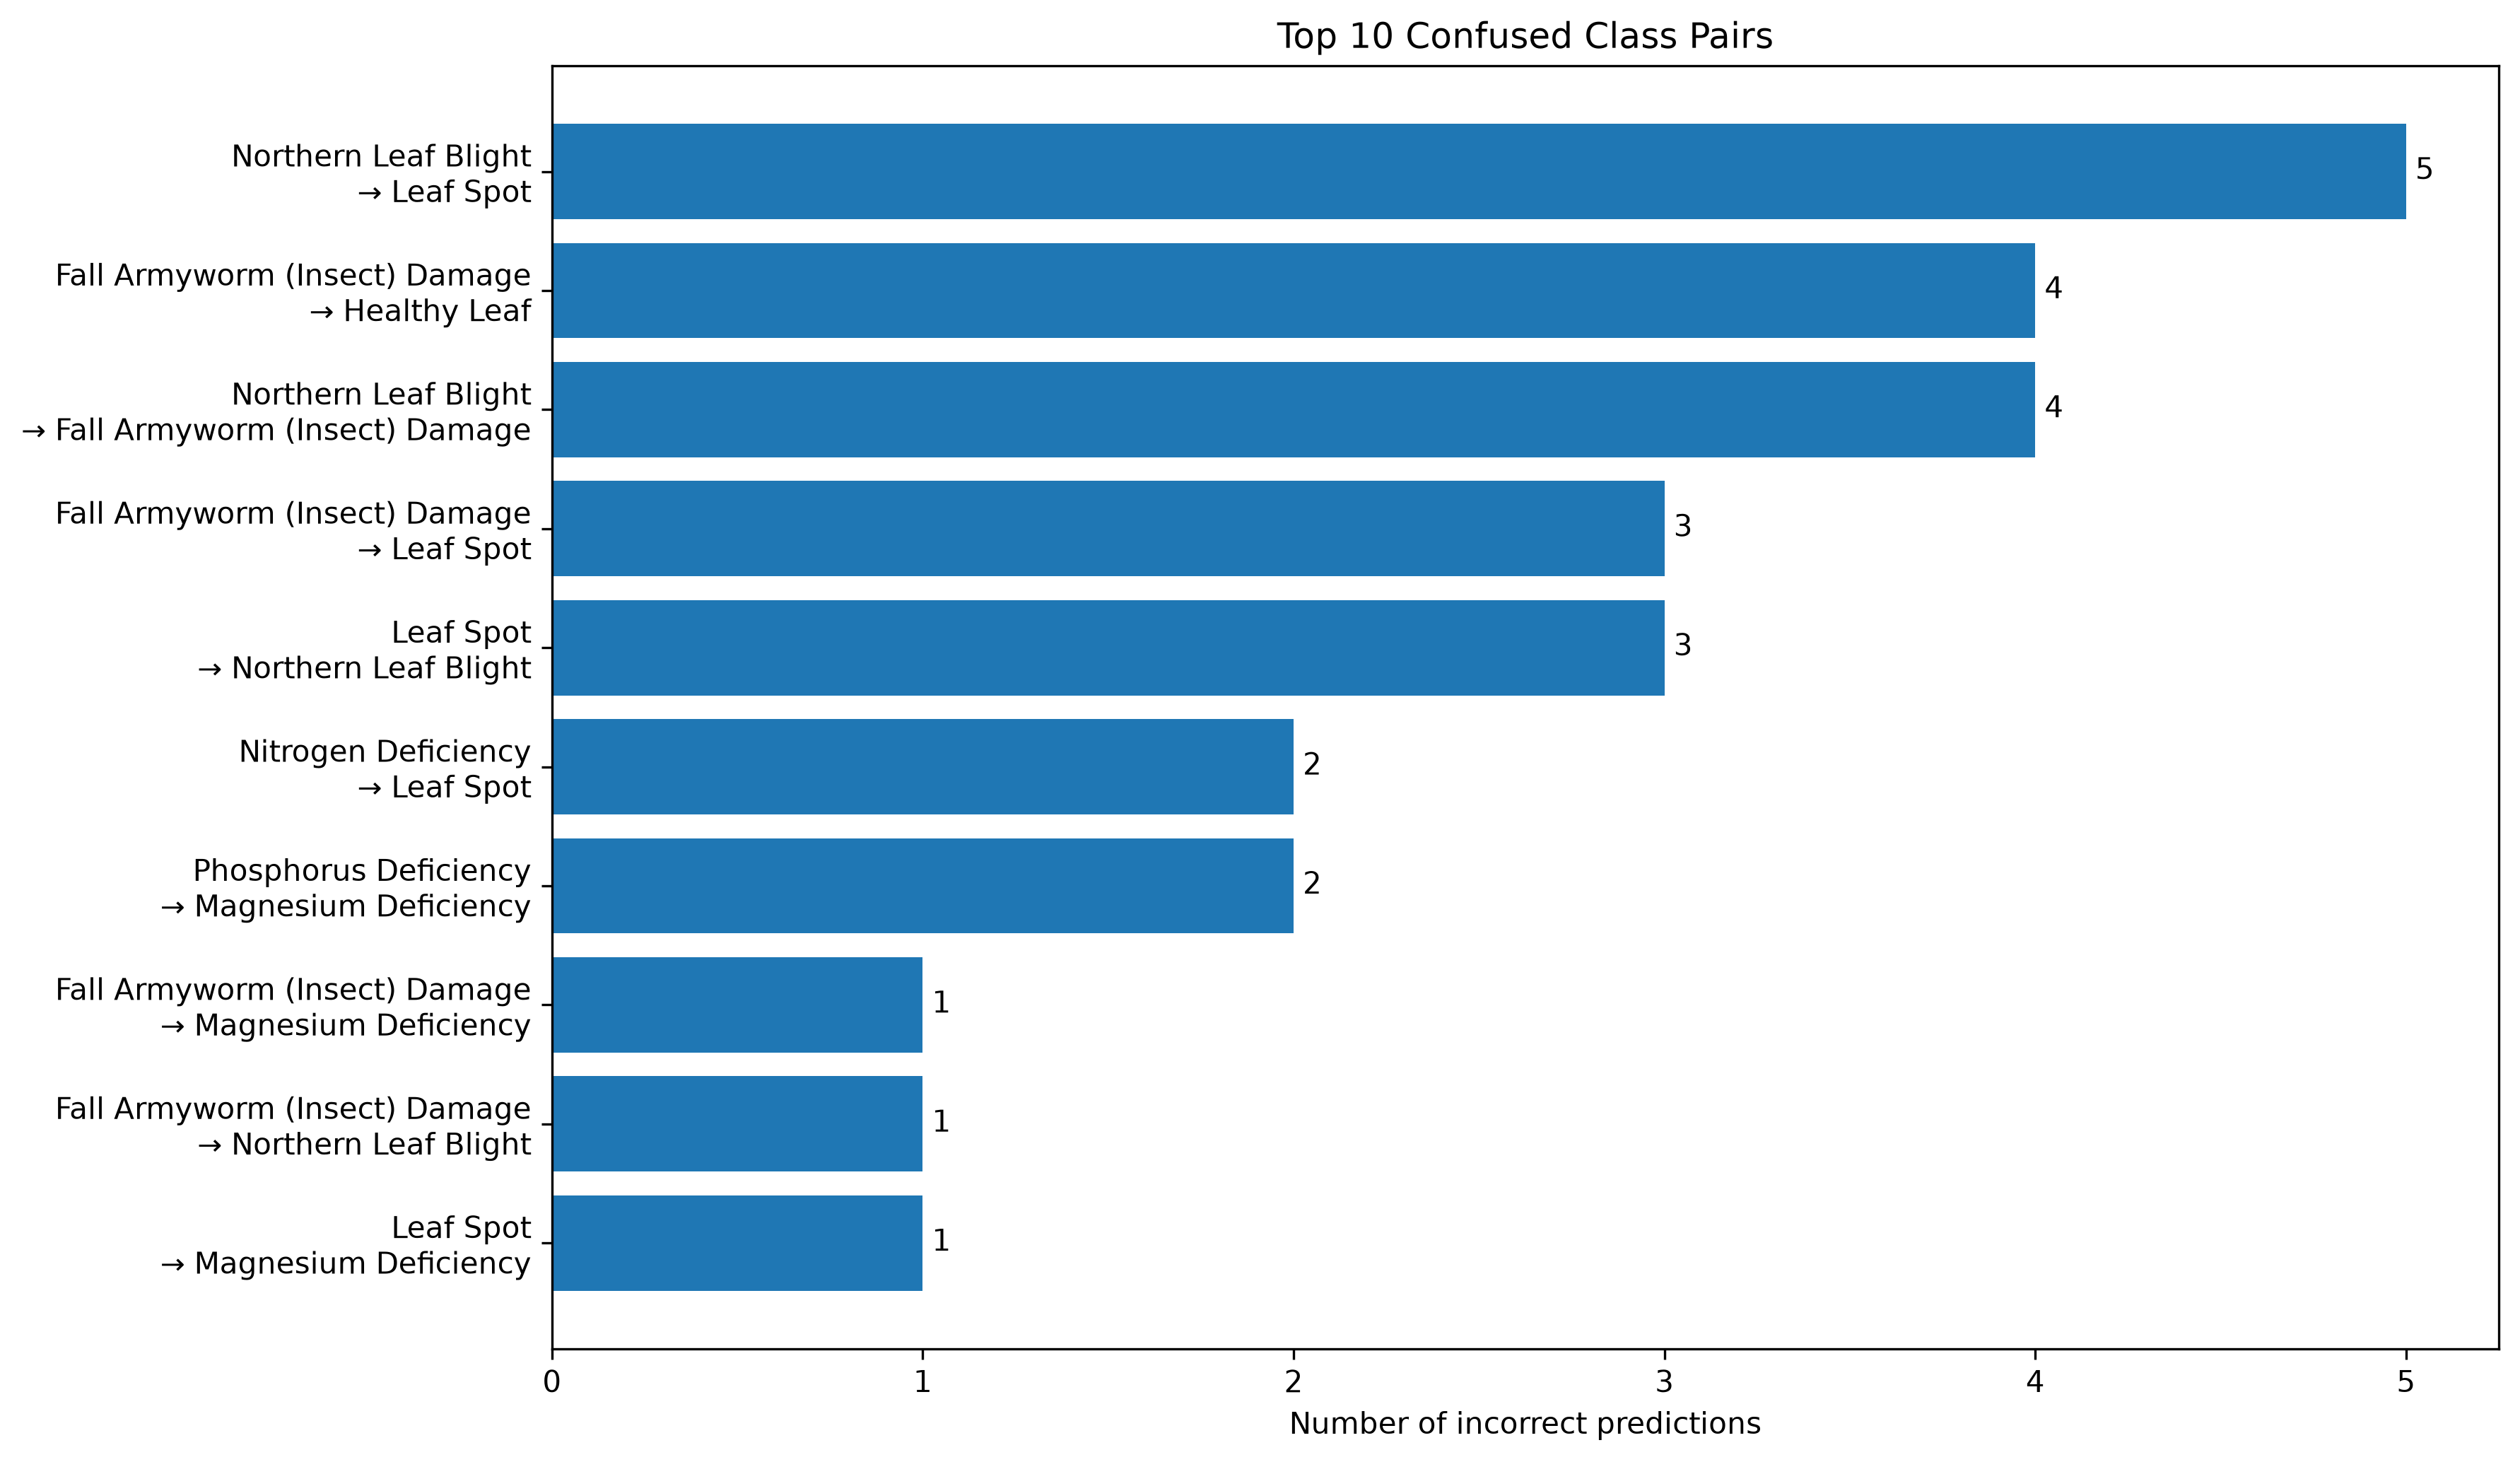 Top 10 Confused Class Pairs
Northern Leaf Blight
→ Leaf Spot
5
Fall Armyworm (Insect) Damage
→ Healthy Leaf
4
Northern Leaf Blight
→ Fall Armyworm (Insect) Damage
4
Fall Armyworm (Insect) Damage
→ Leaf Spot
3
Leaf Spot
→ Northern Leaf Blight
3
Nitrogen Deficiency
→ Leaf Spot
2
Phosphorus Deficiency
→ Magnesium Deficiency
2
Fall Armyworm (Insect) Damage
→ Magnesium Deficiency
1
Fall Armyworm (Insect) Damage
→ Northern Leaf Blight
1
Leaf Spot
→ Magnesium Deficiency
1
0 1 2 3 4 5
Number of incorrect predictions